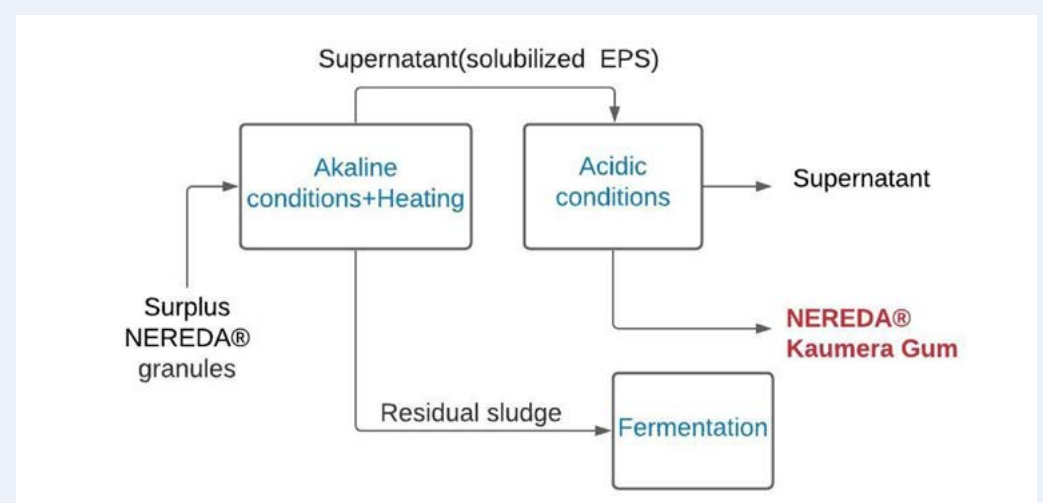 Supernatant(solubilized EPS)
Akaline
conditions+Heating
Acidic
conditions
Supernatant
Surplus
NEREDA®
granules
NEREDA®
Kaumera Gum
Residual sludge
Fermentation